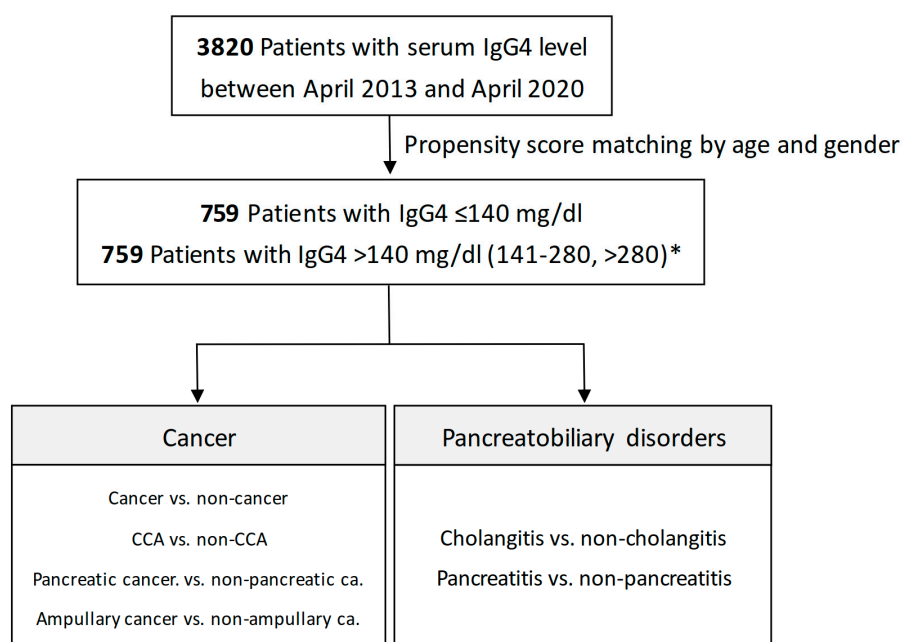 3820 Patients with serum IgG4 level
between April 2013 and April 2020
Propensity score matching by age and gender
759 Patients with IgG4 ≤140 mg/dl
759 Patients with IgG4 >140 mg/dl (141-280, >280)*
Cancer
Cancer vs. non-cancer
CCA vs. non-CCA
Pancreatic cancer. vs. non-pancreatic ca.
Ampullary cancer vs. non-ampullary ca.
Pancreatobiliary disorders
Cholangitis vs. non-cholangitis
Pancreatitis vs. non-pancreatitis